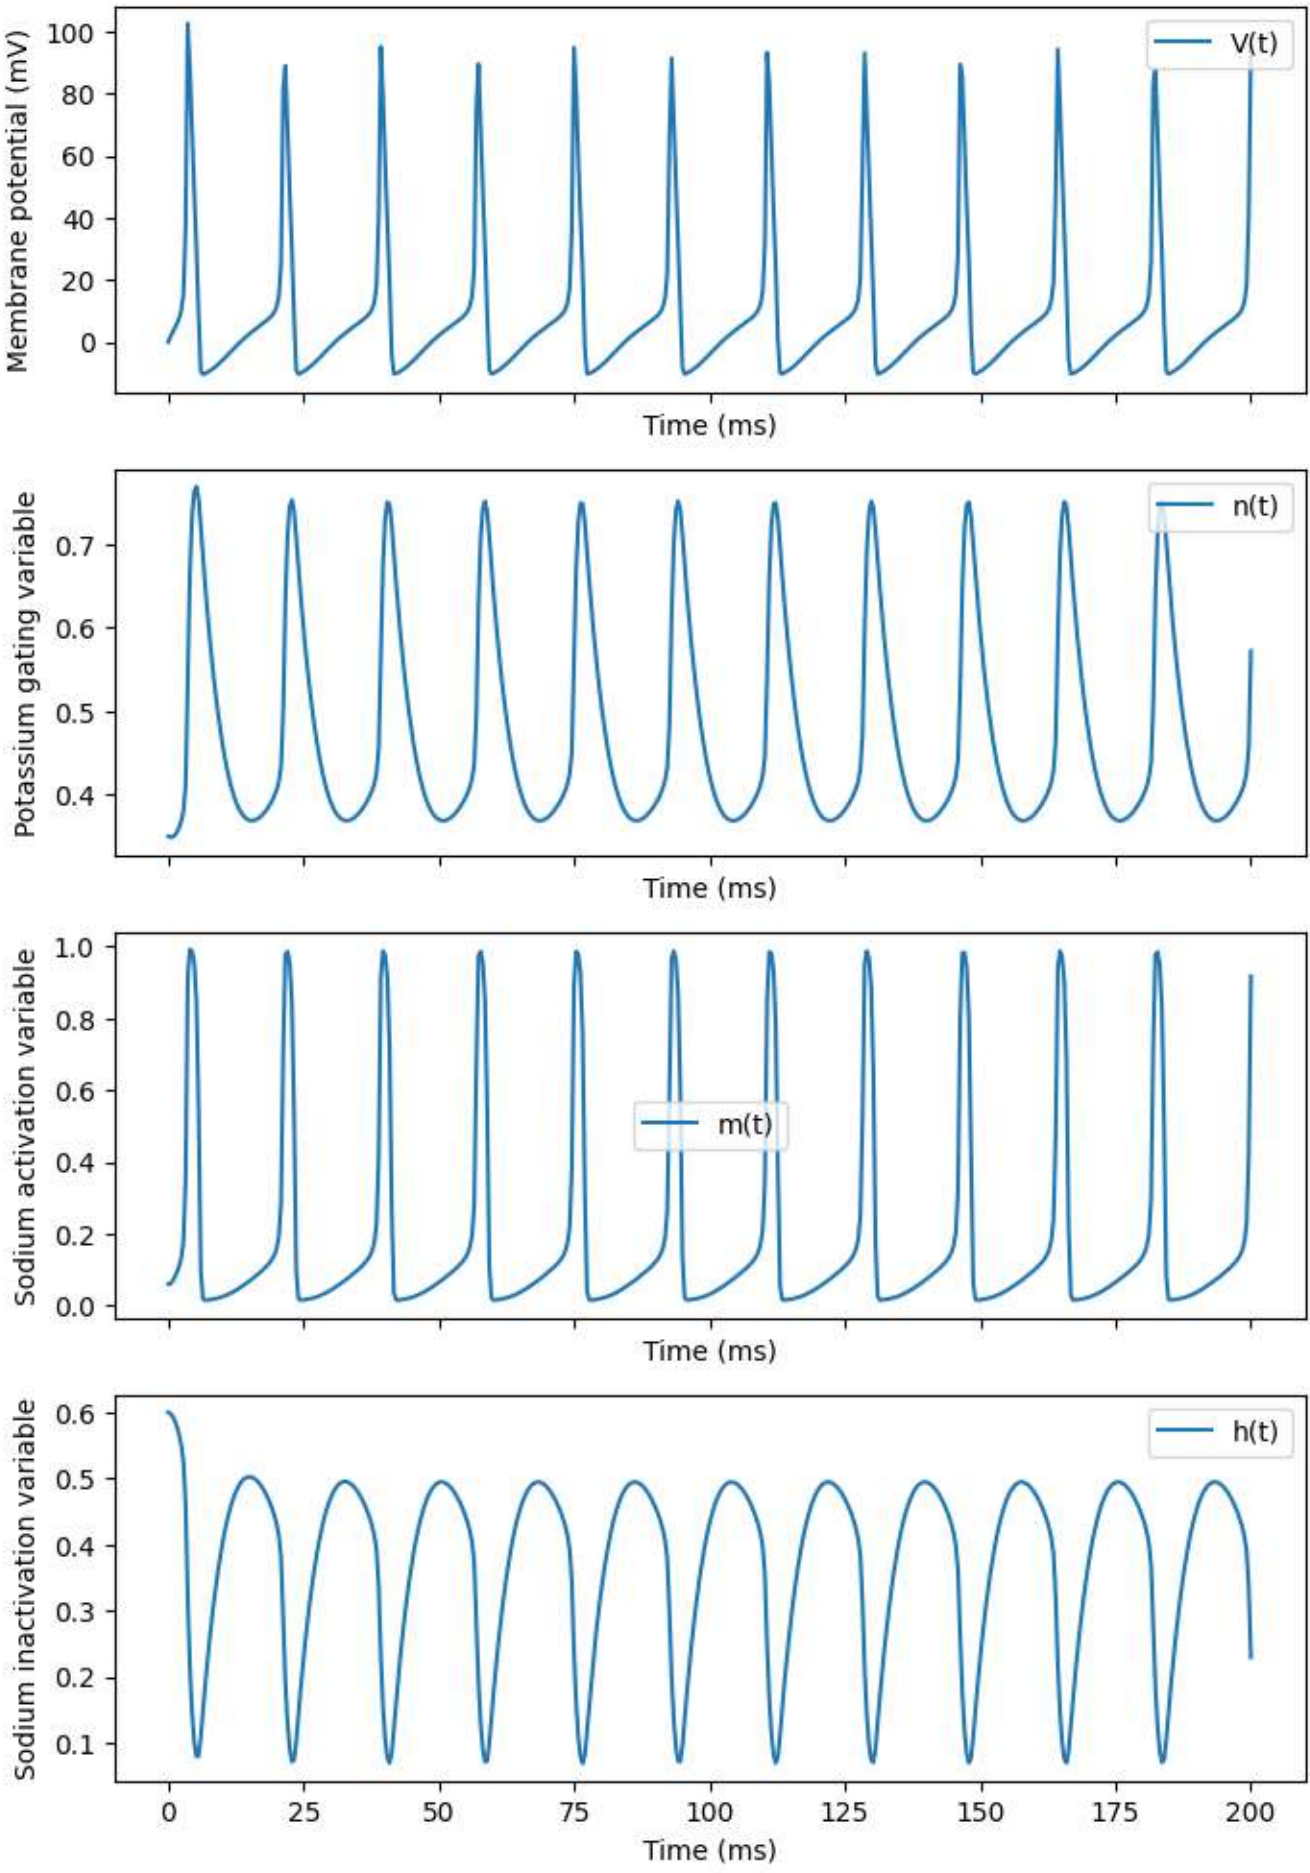 Membrane potential (mV)
100
80
60
40
20
0
V(t)
Time (ms)
Potassium gating variable
0.7
0.6
0.5
0.4
n(t)
Time (ms)
Sodium activation variable
1.0
0.8
0.6
0.4
0.2
0.0
m(t)
Time (ms)
Sodium inactivation variable
0.6
0.5
0.4
0.3
0.2
0.1
h(t)
0 25 50 75 100 125 150 175 200
Time (ms)